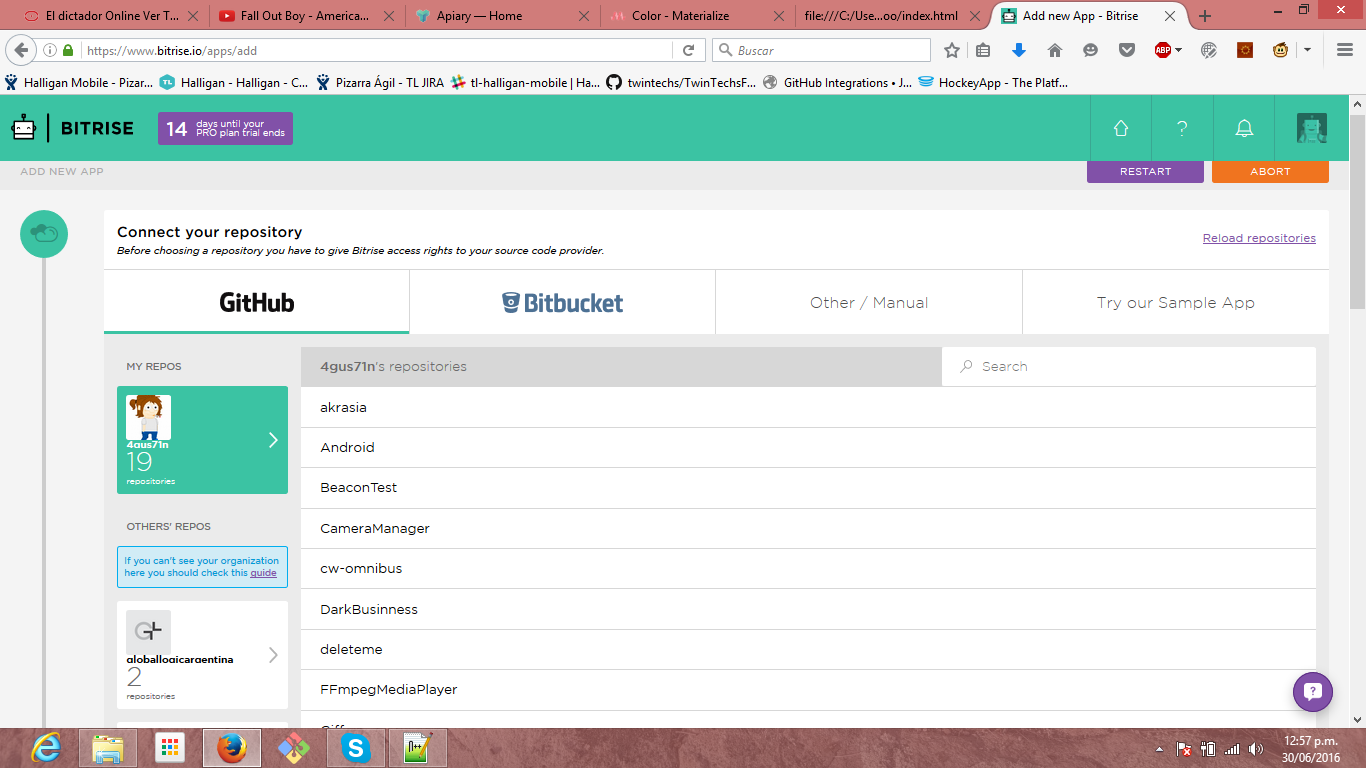 El dictador Online Ver T...
Fall Out Boy - America...
Apiary — Home
Color - Materialize
file:///C:/Use...oo/index.html
Add new App - Bitrise
https://www.bitrise.io/apps/add
Buscar
ABP
Halligan Mobile - Pizar...
TL
Halligan - Halligan - C...
Pizarra Ágil - TL JIRA
tl-halligan-mobile | Ha...
twintechs/TwinTechsF...
GitHub Integrations • J...
HockeyApp - The Platf...
BITRISE
14 days until your
PRO plan trial ends
?
ADD NEW APP
RESTART
ABORT
Connect your repository
Before choosing a repository you have to give Bitrise access rights to your source code provider.
Reload repositories
GitHub
Bitbucket
Other / Manual
Try our Sample App
MY REPOS
4gus71n
19
repositories
OTHERS' REPOS
If you can't see your organization
here you should check this guide
globallogicargentina
2
repositories
4gus71n's repositories
Search
akrasia
Android
BeaconTest
CameraManager
cw-omnibus
DarkBusinness
deleteme
FFmpegMediaPlayer
12:57 p.m.
30/06/2016